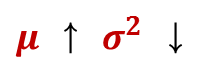 μ ↑ σ² ↓